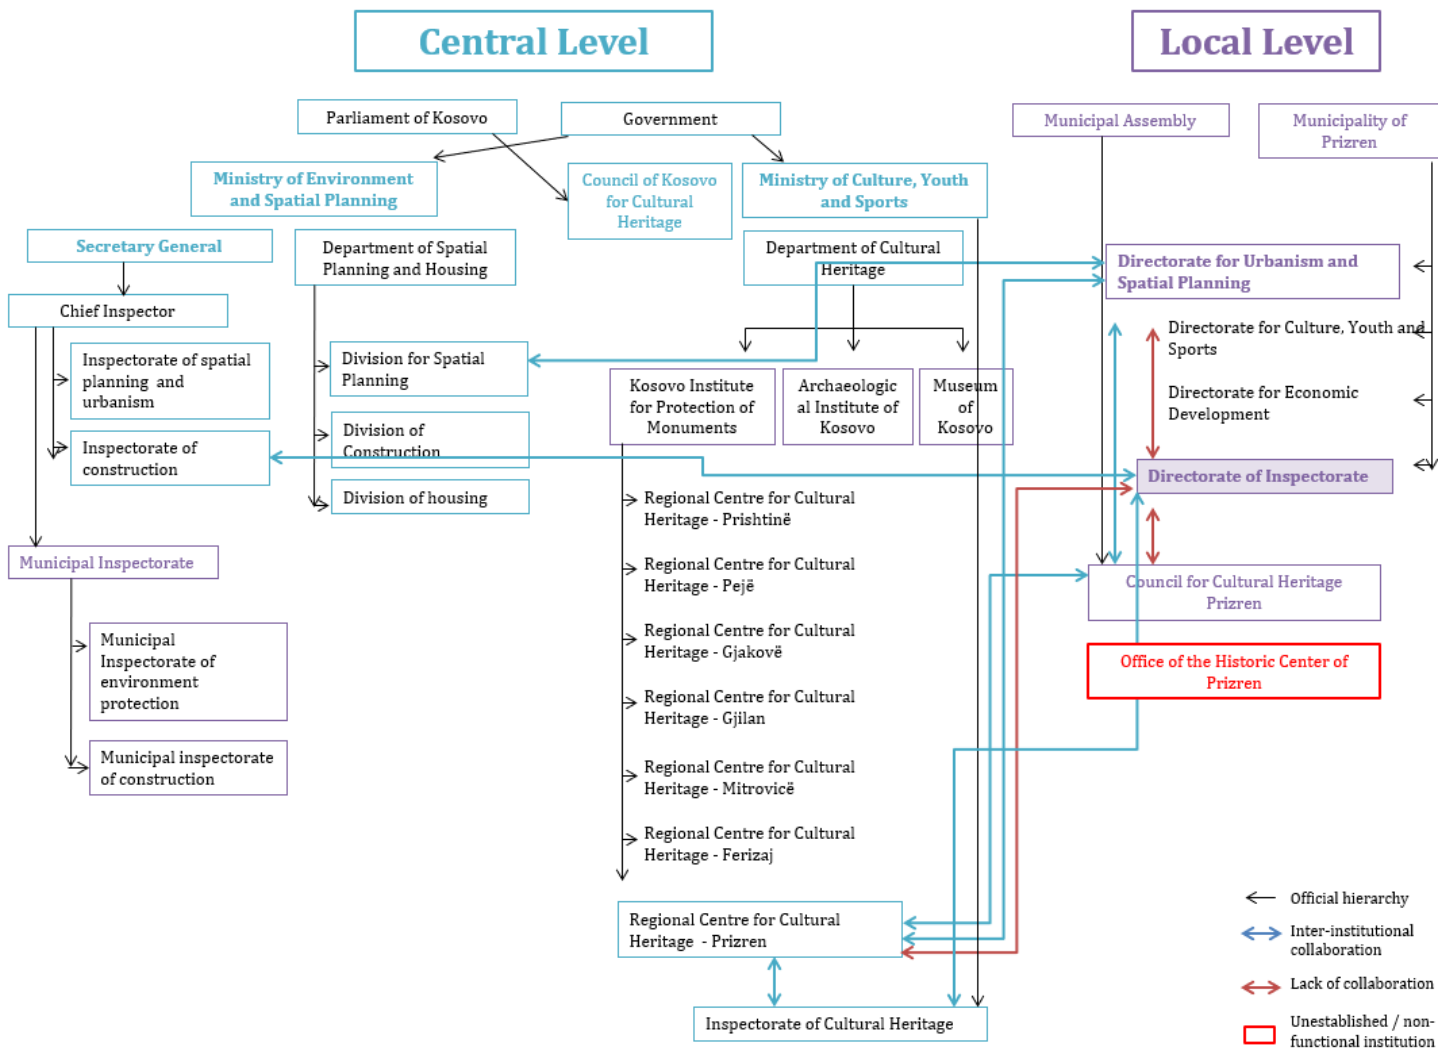 Central Level
Local Level
Parliament of Kosovo
Government
Municipal Assembly
Municipality of
Prizren
Ministry of Environment
and Spatial Planning
Council of Kosovo
for Cultural
Heritage
Ministry of Culture, Youth
and Sports
Secretary General
Department of Spatial
Planning and Housing
Department of Cultural
Heritage
Directorate for Urbanism and
Spatial Planning
Chief Inspector
Directorate for Culture, Youth and
Sports
Inspectorate of spatial
planning and
urbanism
Division for Spatial
Planning
Kosovo Institute
for Protection of
Monuments
Archaeologic
al Institute of
Kosovo
Museum
of
Kosovo
Directorate for Economic
Development
Inspectorate of
construction
Division of
Construction
Directorate of Inspectorate
Division of housing
Regional Centre for Cultural
Heritage - Prishtinë
Municipal Inspectorate
Regional Centre for Cultural
Heritage - Pejë
Council for Cultural Heritage
Prizren
Municipal
Inspectorate of
environment
protection
Regional Centre for Cultural
Heritage - Gjakovë
Office of the Historic Center of
Prizren
Regional Centre for Cultural
Heritage - Gjilan
Municipal inspectorate
of construction
Regional Centre for Cultural
Heritage - Mitrovicë
Regional Centre for Cultural
Heritage - Ferizaj
Regional Centre for Cultural
Heritage - Prizren
Inspectorate of Cultural Heritage
Official hierarchy
Inter-institutional
collaboration
Lack of collaboration
Unestablished / non-
functional institution